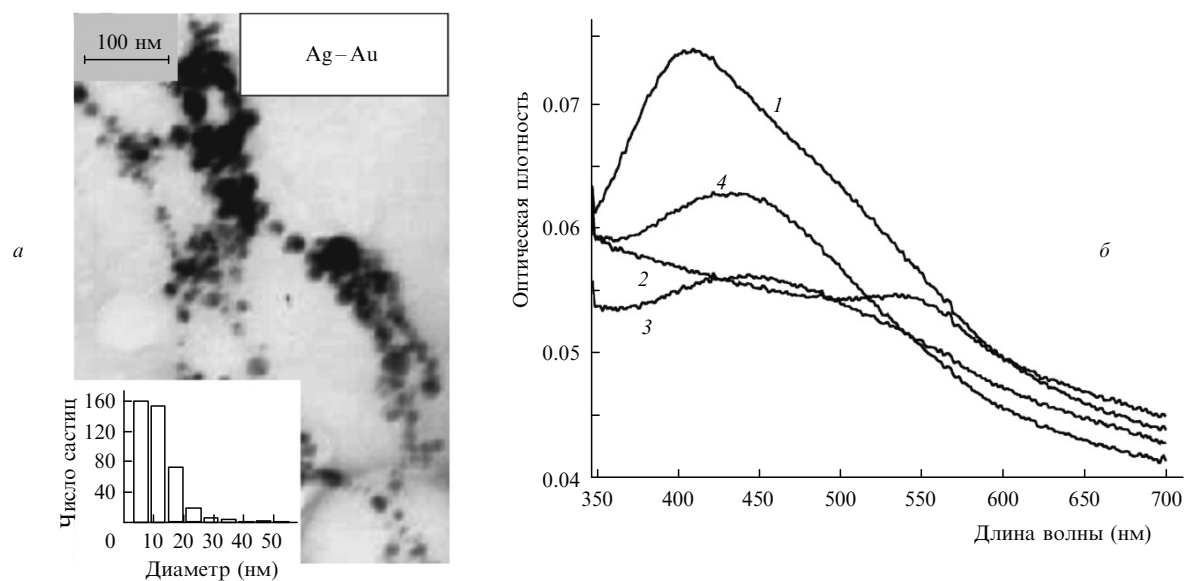 100 нм
Ag – Au
а
Число састиц
160
120
80
40
0 10 20 30 40 50
Диаметр (нм)
Оптическая плотность
0.07
0.06
0.05
0.04
1
4
2
3
б
350 400 450 500 550 600 650 700
Длина волны (нм)